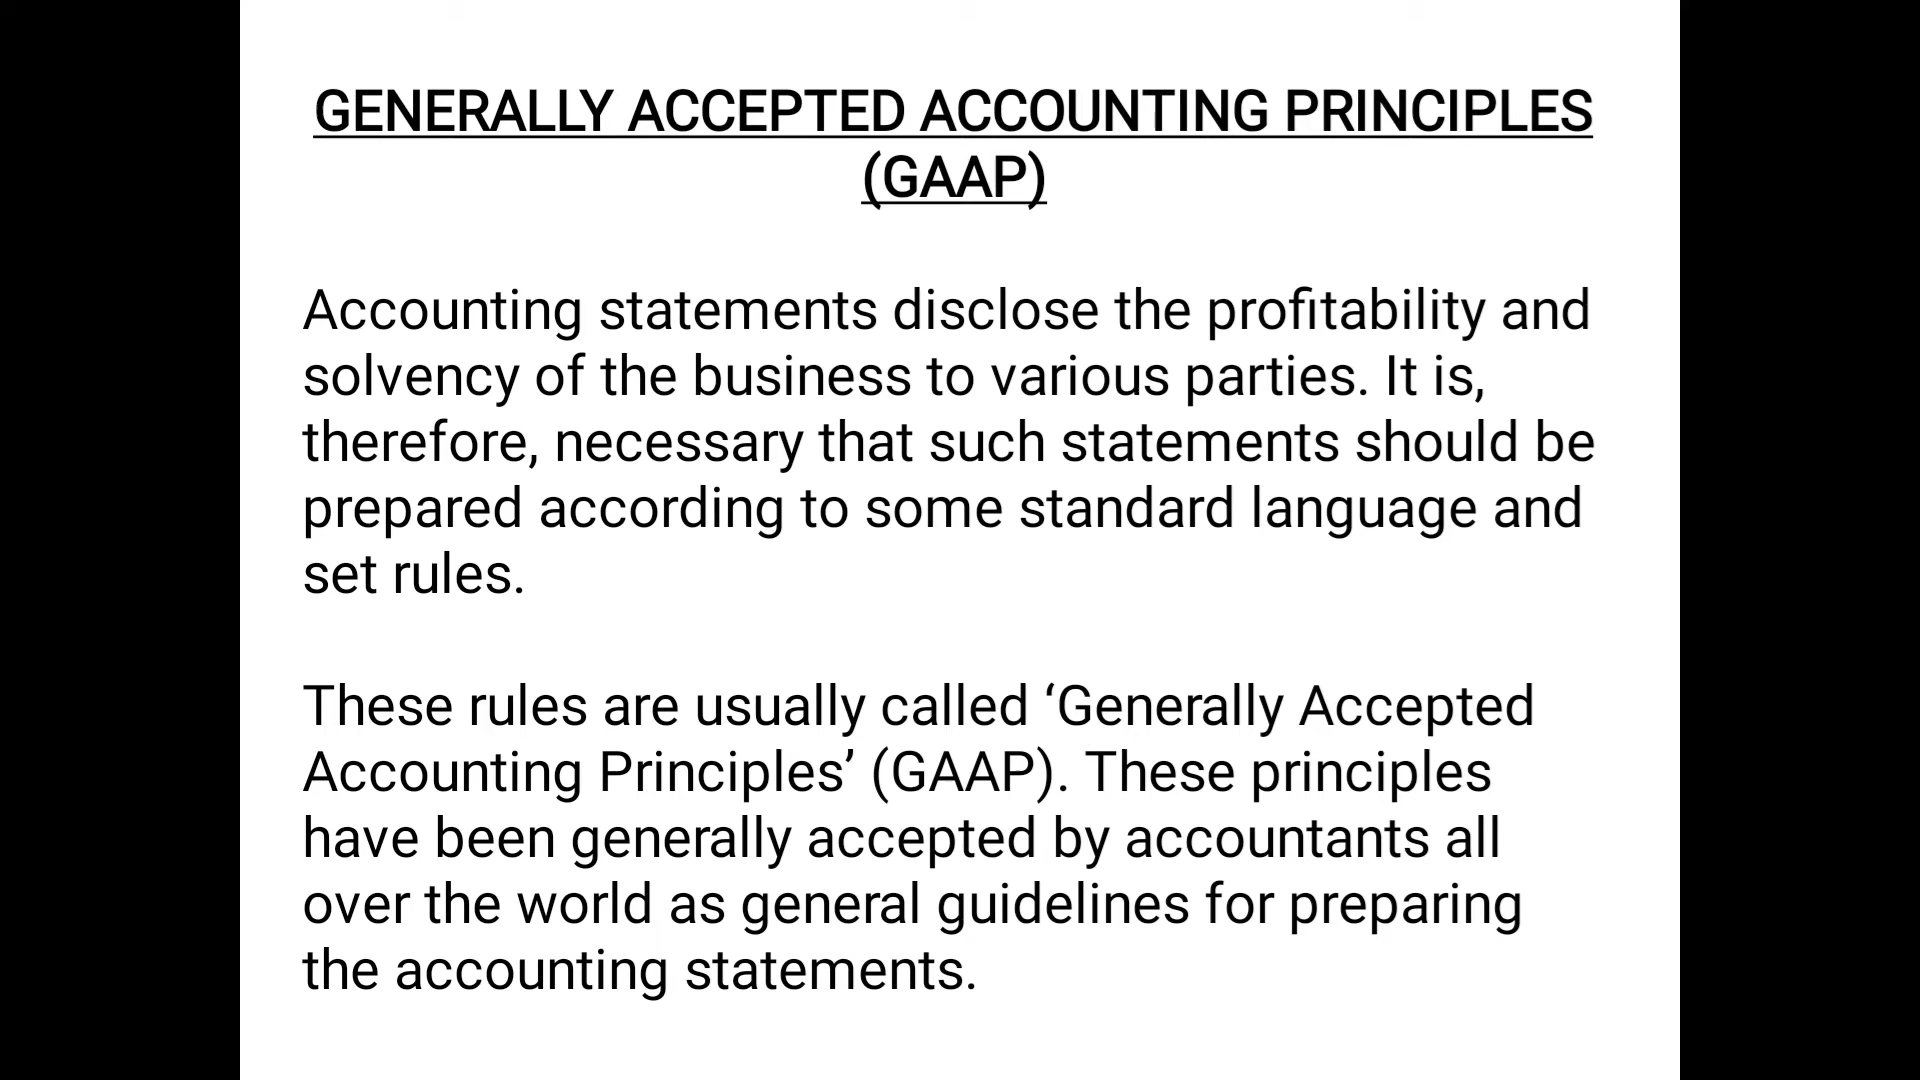 GENERALLY ACCEPTED ACCOUNTING PRINCIPLES
(GAAP)
Accounting statements disclose the profitability and
solvency of the business to various parties. It is,
therefore, necessary that such statements should be
prepared according to some standard language and
set rules.
These rules are usually called ‘Generally Accepted
Accounting Principles’ (GAAP). These principles
have been generally accepted by accountants all
over the world as general guidelines for preparing
the accounting statements.